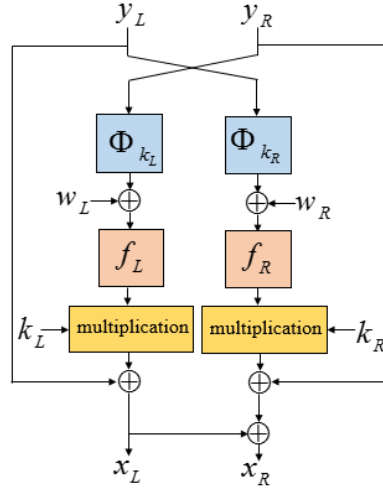 y_L y_R
Φ_{k_L} Φ_{k_R}
w_L w_R
f_L f_R
k_L multiplication multiplication k_R
x_L x_R